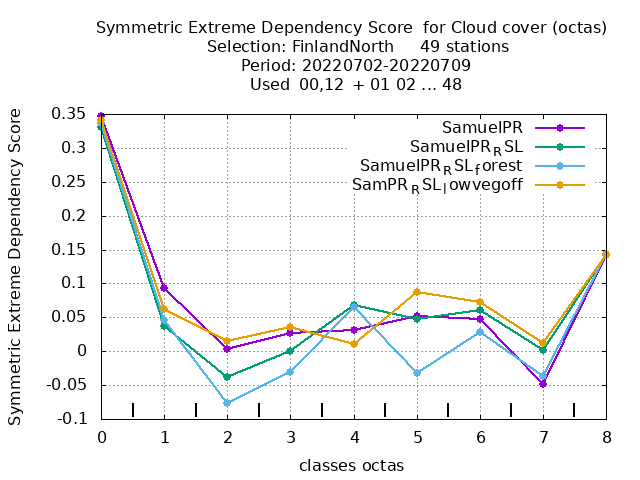 Symmetric Extreme Dependency Score  for Cloud cover (octas)
Selection: FinlandNorth     49 stations
Period: 20220702-20220709
Used  00,12  + 01 02 ... 48
Symmetric Extreme Dependency Score
0.35
0.3
0.25
0.2
0.15
0.1
0.05
0
-0.05
-0.1
SamuelPR
SamuelPR_RSL
SamuelPR_RSL_forest
SamPR_RSL_lowvegoff
0 1 2 3 4 5 6 7 8
classes octas